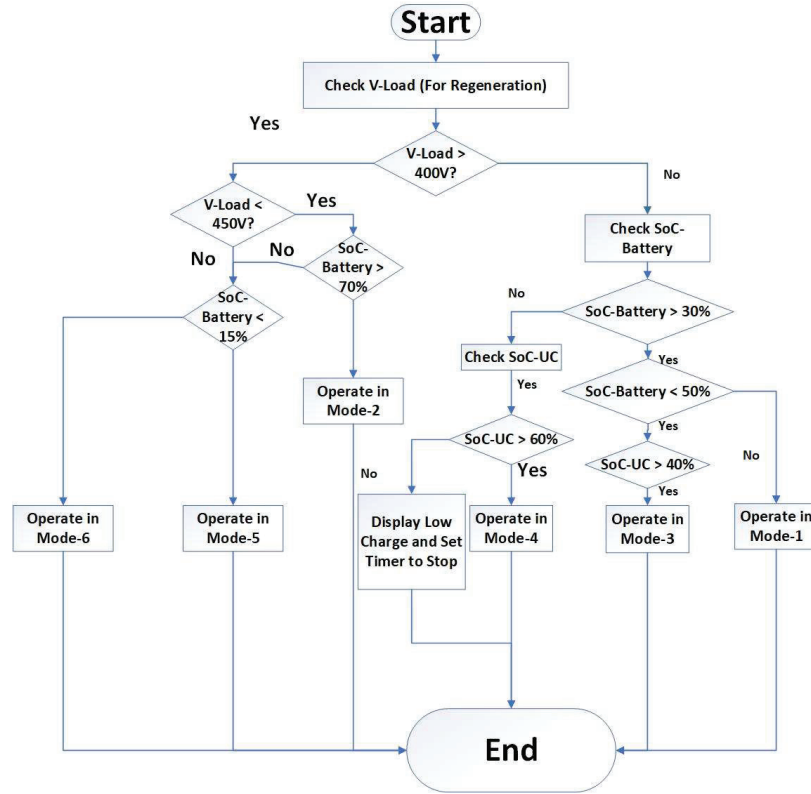 Start
Check V-Load (For Regeneration)
Yes
V-Load >
400V?
No
V-Load <
450V?
Yes
Check SoC-
Battery
No
No
SoC-
Battery >
70%
SoC-
Battery <
15%
No
SoC-Battery > 30%
Check SoC-UC
Yes
Yes
SoC-Battery < 50%
Operate in
Mode-2
Yes
SoC-UC > 60%
SoC-UC > 40%
No
No
Yes
Yes
Operate in
Mode-6
Operate in
Mode-5
Display Low
Charge and Set
Timer to Stop
Operate in
Mode-4
Operate in
Mode-3
Operate in
Mode-1
End